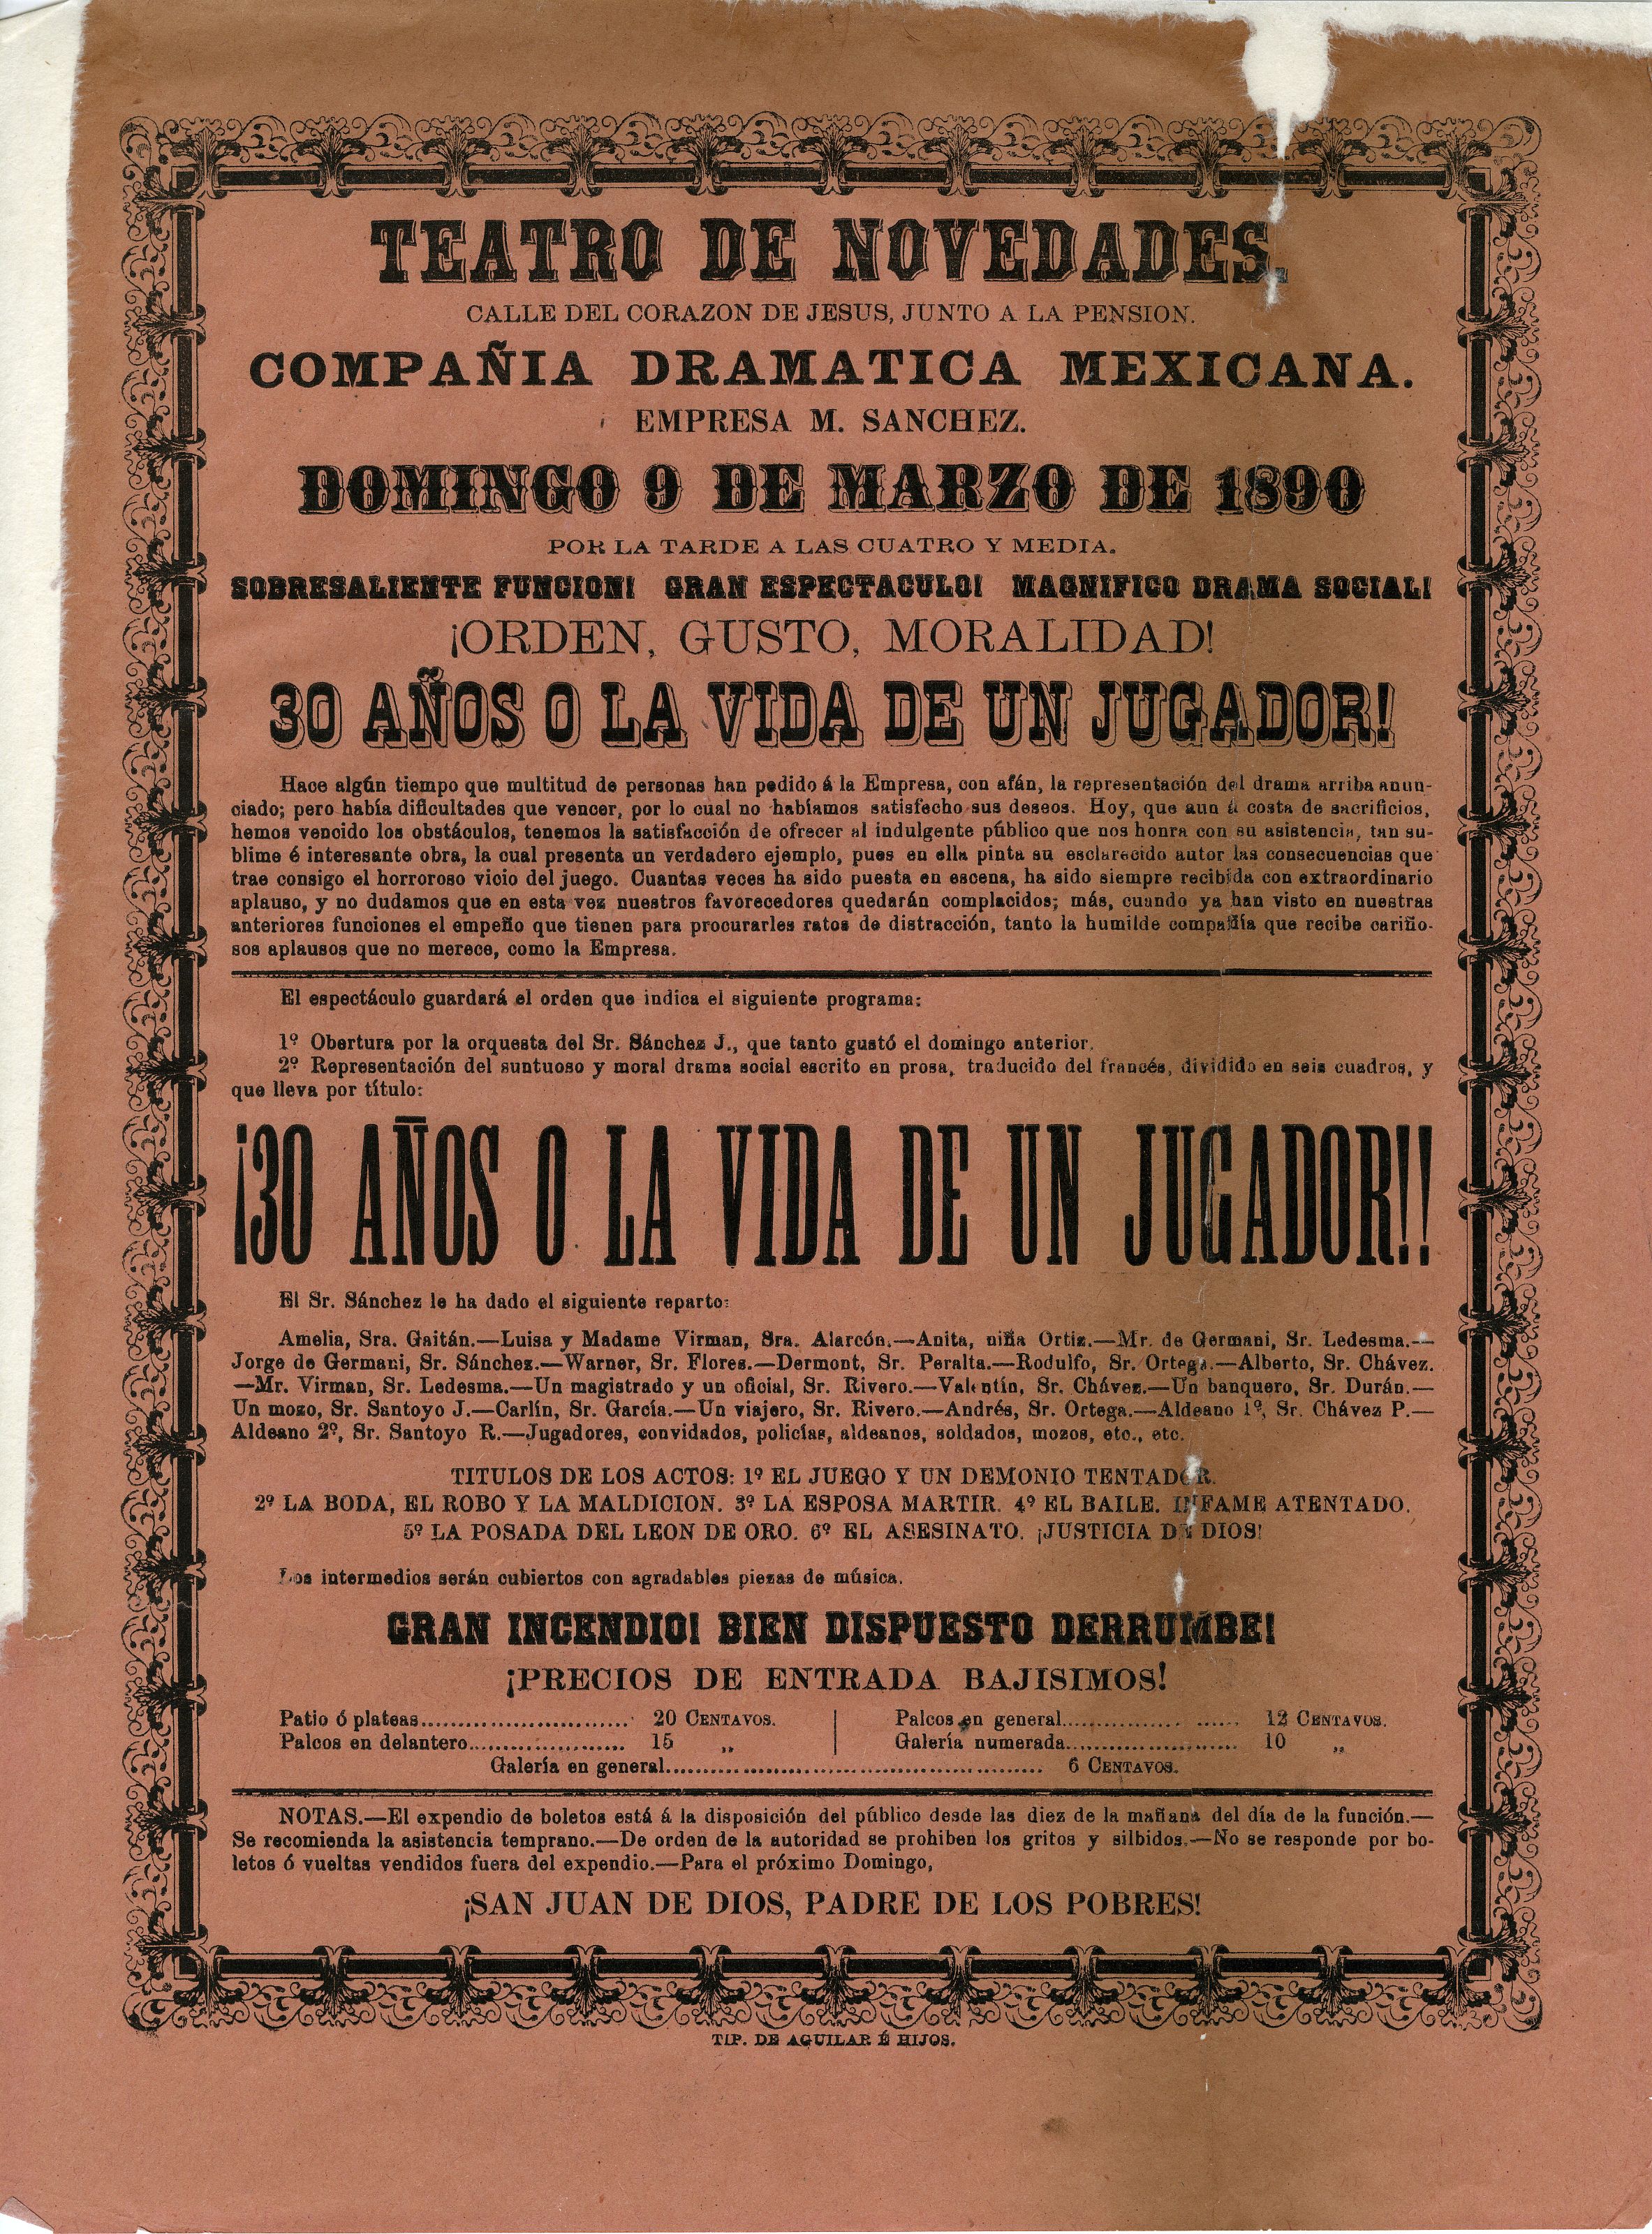 TEATRO DE NOVEDADES.
CALLE DEL CORAZON DE JESUS, JUNTO A LA PENSION.
COMPAÑIA DRAMATICA MEXICANA.
EMPRESA M. SANCHEZ.
DOMINGO 9 DE MARZO DE 1890
POR LA TARDE A LAS CUATRO Y MEDIA.
SOBRESALIENTE FUNCION! GRAN ESPECTACULO! MAGNIFICO DRAMA SOCIAL!
¡ORDEN, GUSTO, MORALIDAD!
30 AÑOS O LA VIDA DE UN JUGADOR!
Hace algún tiempo que multitud de personas han pedido á la Empresa, con afán, la representación del drama arriba anun-
ciado; pero había dificultades que vencer, por lo cual no habíamos satisfecho sus deseos. Hoy, que aun á costa de sacrificios,
hemos vencido los obstáculos, tenemos la satisfacción de ofrecer al indulgente público que nos honra con su asistencia, tan su-
blime é interesante obra, la cual presenta un verdadero ejemplo, pues en ella pinta su esclarecido autor las consecuencias que
trae consigo el horroroso vicio del juego. Cuantas veces ha sido puesta en escena, ha sido siempre recibida con extraordinario
aplauso, y no dudamos que en esta vez nuestros favorecedores quedarán complacidos; más, cuando ya han visto en nuestras
anteriores funciones el empeño que tienen para procurarles ratos de distracción, tanto la humilde compañía que recibe cariño-
sos aplausos que no merece, como la Empresa.
El espectáculo guardará el orden que indica el siguiente programa:
1º Obertura por la orquesta del Sr. Sánchez J., que tanto gustó el domingo anterior.
2º Representación del suntuoso y moral drama social escrito en prosa, traducido del francés, dividido en seis cuadros, y
que lleva por título:
¡30 AÑOS O LA VIDA DE UN JUGADOR!!
El Sr. Sánchez le ha dado el siguiente reparto:
Amelia, Sra. Gaitán.—Luisa y Madame Virman, Sra. Alarcón.—Anita, niña Ortiz.—Mr. de Germani, Sr. Ledesma.—
Jorge de Germani, Sr. Sánchez.—Warner, Sr. Flores.—Dermont, Sr. Peralta.—Rodulfo, Sr. Ortega.—Alberto, Sr. Chávez.
—Mr. Virman, Sr. Ledesma.—Un magistrado y un oficial, Sr. Rivero.—Valentín, Sr. Chávez.—Un banquero, Sr. Durán.—
Un mozo, Sr. Santoyo J.—Carlín, Sr. García.—Un viajero, Sr. Rivero.—Andrés, Sr. Ortega.—Aldeano 1º, Sr. Chávez P.—
Aldeano 2º, Sr. Santoyo R.—Jugadores, convidados, policías, aldeanos, soldados, mozos, etc., etc.
TITULOS DE LOS ACTOS: 1º EL JUEGO Y UN DEMONIO TENTADOR.
2º LA BODA, EL ROBO Y LA MALDICION. 3º LA ESPOSA MARTIR. 4º EL BAILE. INFAME ATENTADO.
5º LA POSADA DEL LEON DE ORO. 6º EL ASESINATO. ¡JUSTICIA DE DIOS!
Los intermedios serán cubiertos con agradables piezas de música.
GRAN INCENDIO! BIEN DISPUESTO DERRUMBE!
¡PRECIOS DE ENTRADA BAJISIMOS!
Patio ó plateas.............................. 20 CENTAVOS. | Palcos en general......................... 12 CENTAVOS.
Palcos en delantero...................... 15 „ | Galería numerada......................... 10 „
Galería en general...................................................... 6 CENTAVOS.
NOTAS.—El expendio de boletos está á la disposición del público desde las diez de la mañana del día de la función.—
Se recomienda la asistencia temprano.—De orden de la autoridad se prohiben los gritos y silbidos.—No se responde por bo-
letos ó vueltas vendidos fuera del expendio.—Para el próximo Domingo,
¡SAN JUAN DE DIOS, PADRE DE LOS POBRES!
TIP. DE AGUILAR É HIJOS.